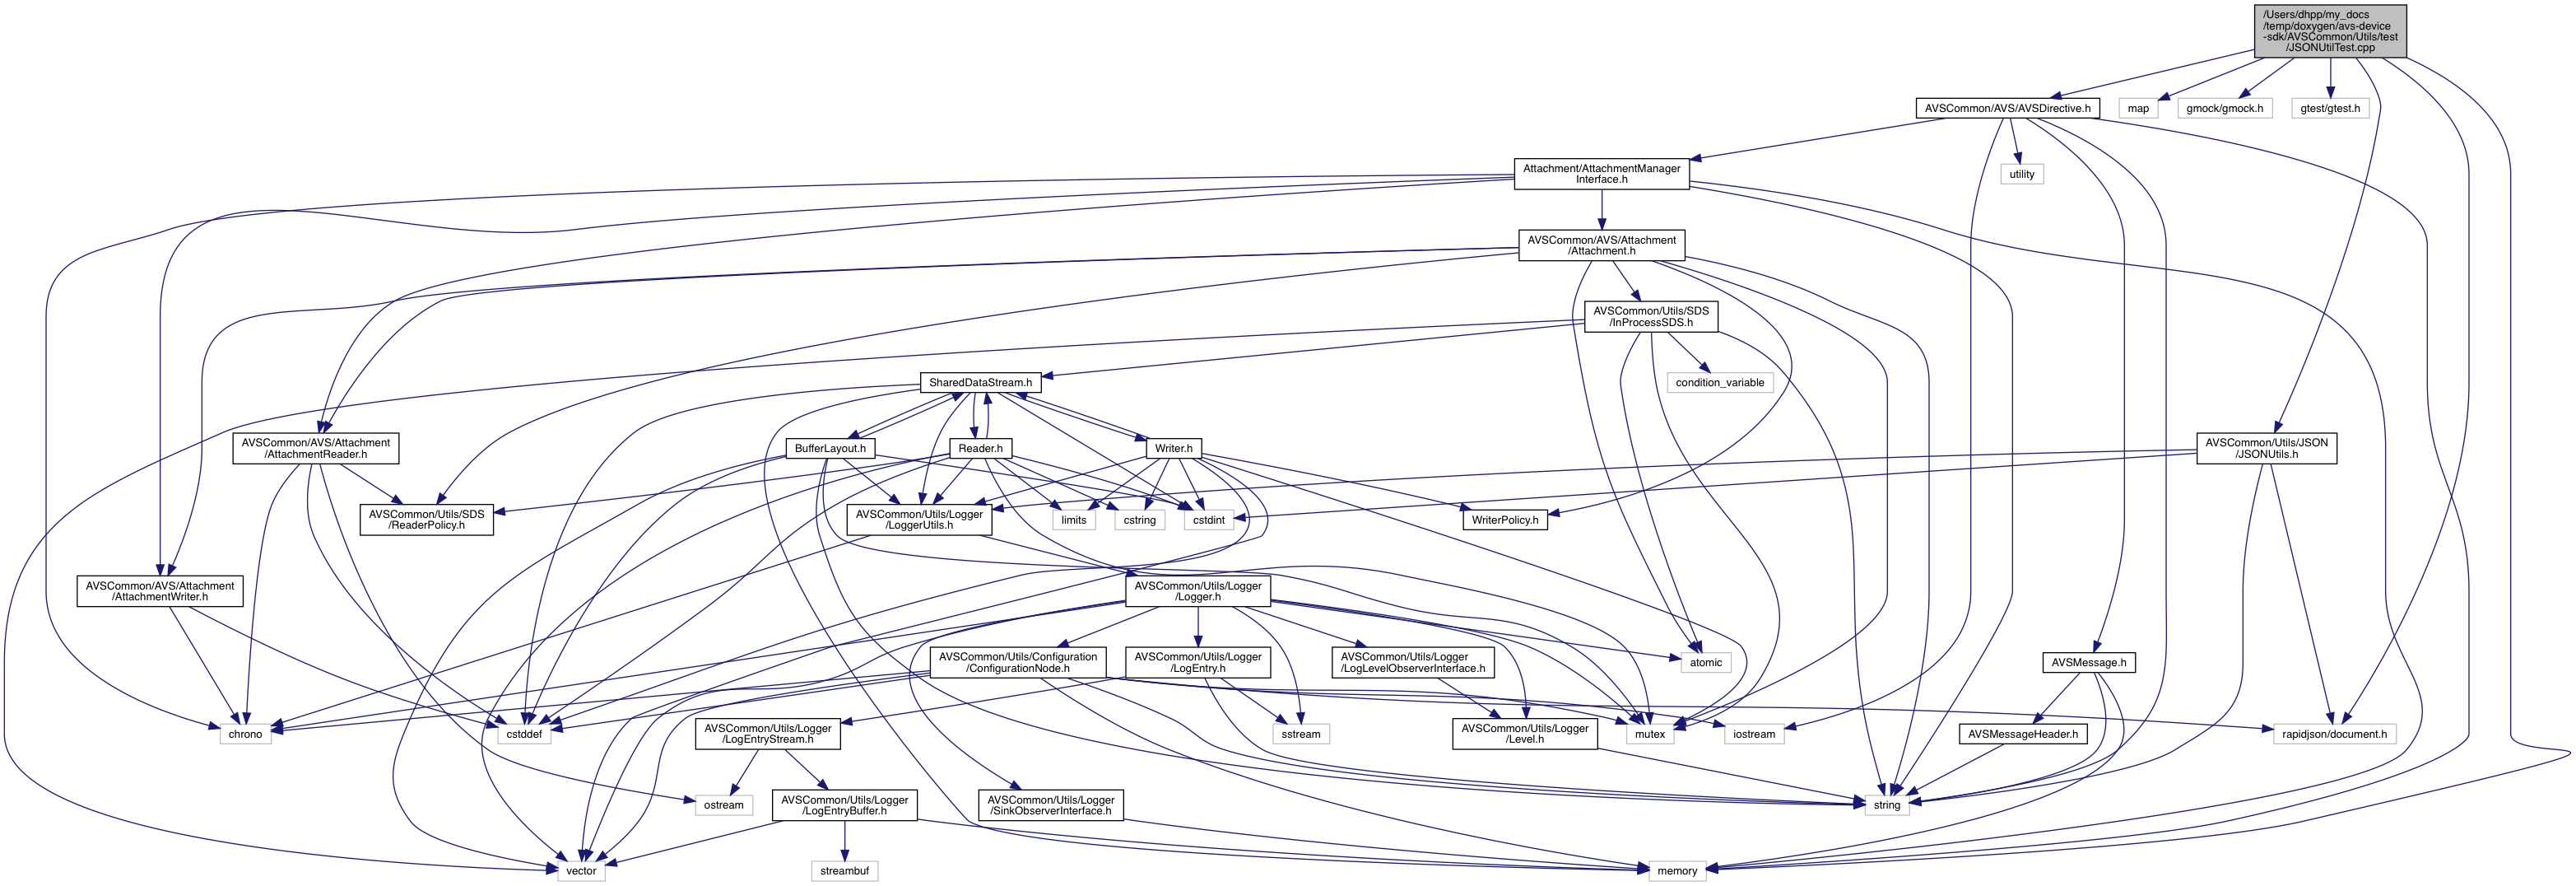 /Users/dhpp/my_docs
/temp/doxygen/avs-device
-sdk/AVSCommon/Utils/test
/JSONUtilTest.cpp
AVSCommon/AVS/AVSDirective.h
map
gmock/gmock.h
gtest/gtest.h
Attachment/AttachmentManager
Interface.h
utility
AVSCommon/AVS/Attachment
/Attachment.h
AVSCommon/Utils/SDS
/InProcessSDS.h
SharedDataStream.h
condition_variable
AVSCommon/AVS/Attachment
/AttachmentReader.h
BufferLayout.h
Reader.h
Writer.h
AVSCommon/Utils/JSON
/JSONUtils.h
AVSCommon/Utils/SDS
/ReaderPolicy.h
AVSCommon/Utils/Logger
/LoggerUtils.h
limits
cstring
cstdint
WriterPolicy.h
AVSCommon/AVS/Attachment
/AttachmentWriter.h
AVSCommon/Utils/Logger
/Logger.h
AVSCommon/Utils/Configuration
/ConfigurationNode.h
AVSCommon/Utils/Logger
/LogEntry.h
AVSCommon/Utils/Logger
/LogLevelObserverInterface.h
atomic
AVSMessage.h
chrono
cstddef
AVSCommon/Utils/Logger
/LogEntryStream.h
sstream
AVSCommon/Utils/Logger
/Level.h
mutex
iostream
AVSMessageHeader.h
rapidjson/document.h
ostream
AVSCommon/Utils/Logger
/LogEntryBuffer.h
AVSCommon/Utils/Logger
/SinkObserverInterface.h
string
vector
streambuf
memory